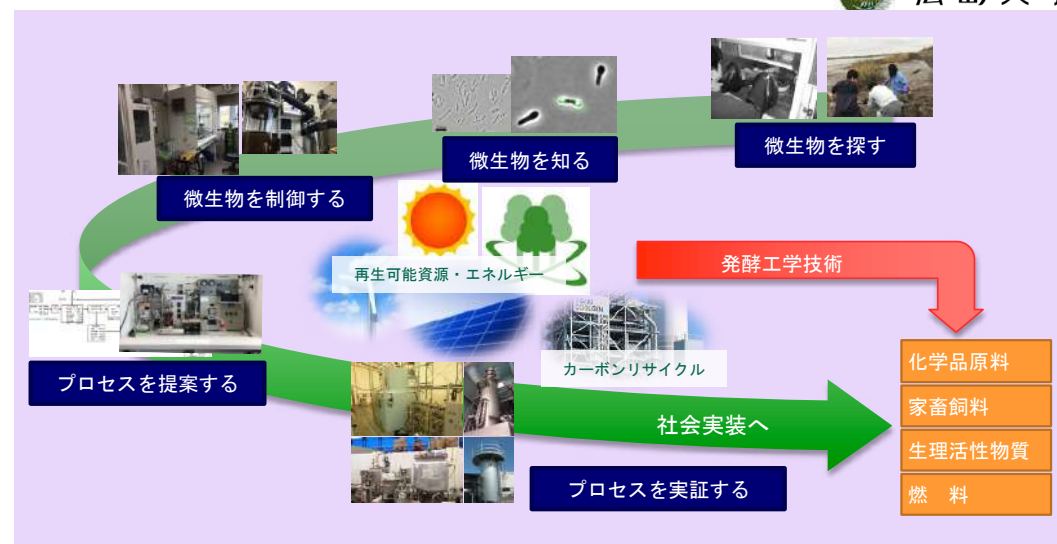 微生物を探す
微生物を知る
微生物を制御する
再生可能資源・エネルギー
発酵工学技術
カーボンリサイクル
プロセスを提案する
社会実装へ
プロセスを実証する
化学品原料
家畜飼料
生理活性物質
燃 料